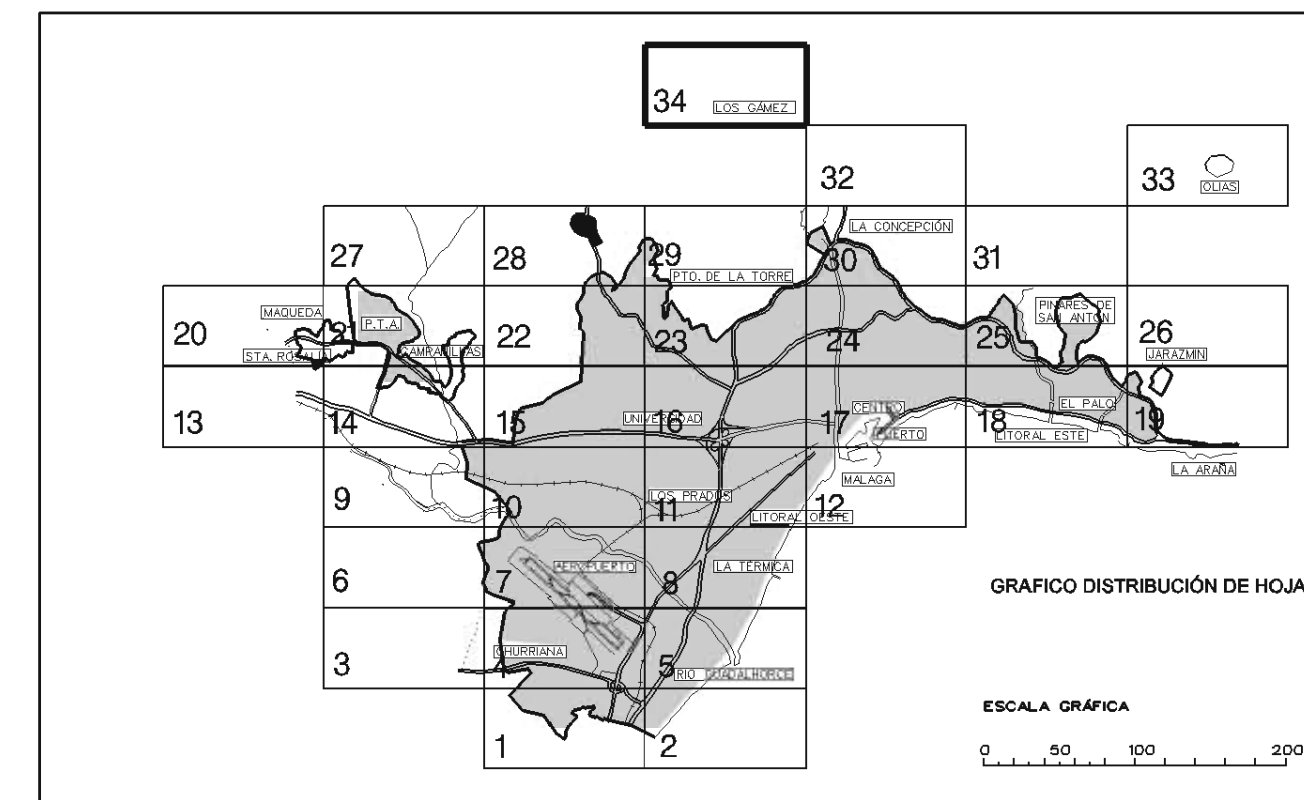 34 LOS GÁMEZ
32
33
OLIAS
27
28
29
LA CONCEPCIÓN
30
31
PTO. DE LA TORRE
MAQUEDA
P.T.A.
PINARES DE
SAN ANTON
20
STA. ROSALIA
CAMPANILLAS
22
23
24
25
26
JARAZMIN
13
14
15
UNIVERSIDAD
16
17
CENTRO
PUERTO
18
EL PALO
LITORAL ESTE
19
LA ARAÑA
MALAGA
9
10
LOS PRADOS
11
LITORAL OESTE
12
6
7
AEROPUERTO
8
LA TERMICA
GRAFICO DISTRIBUCIÓN DE HOJA
3
CHURRIANA
5
RIO GUADALHORCE
1
2
ESCALA GRÁFICA
0 50 100 200